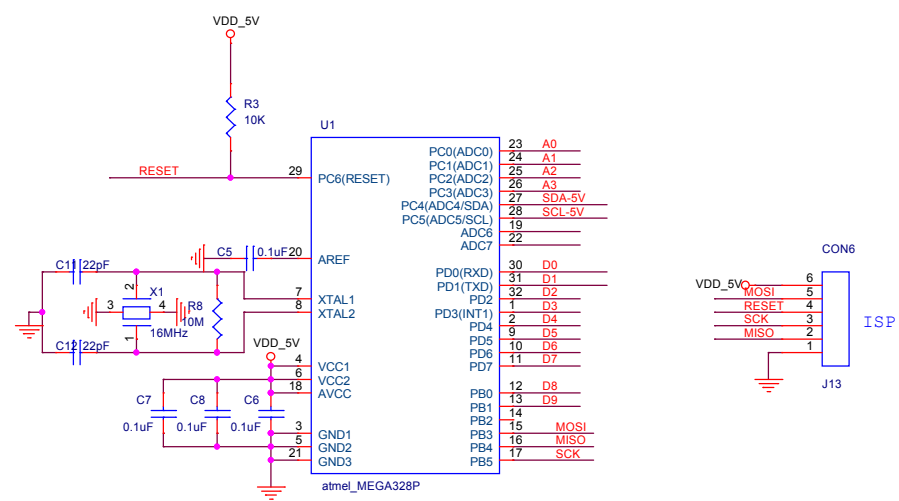 VDD_5V
R3
10K
U1
RESET
29
PC6(RESET)
23
PC0(ADC0)
A0
24
PC1(ADC1)
A1
25
PC2(ADC2)
A2
26
PC3(ADC3)
A3
27
PC4(ADC4/SDA)
SDA-5V
28
PC5(ADC5/SCL)
SCL-5V
19
ADC6
22
ADC7
C5
0.1uF
20
AREF
C11
22pF
X1
2
3
4
1
16MHz
R8
10M
7
XTAL1
8
XTAL2
C12
22pF
30
PD0(RXD)
D0
31
PD1(TXD)
D1
32
PD2
D2
1
PD3(INT1)
D3
2
PD4
D4
9
PD5
D5
10
PD6
D6
11
PD7
D7
VDD_5V
4
VCC1
6
VCC2
18
AVCC
C7
0.1uF
C8
0.1uF
C6
0.1uF
3
GND1
5
GND2
21
GND3
12
PB0
D8
13
PB1
D9
14
PB2
15
PB3
MOSI
16
PB4
MISO
17
PB5
SCK
atmel_MEGA328P
CON6
VDD_5V
6
MOSI
5
RESET
4
SCK
3
MISO
2
1
ISP
J13